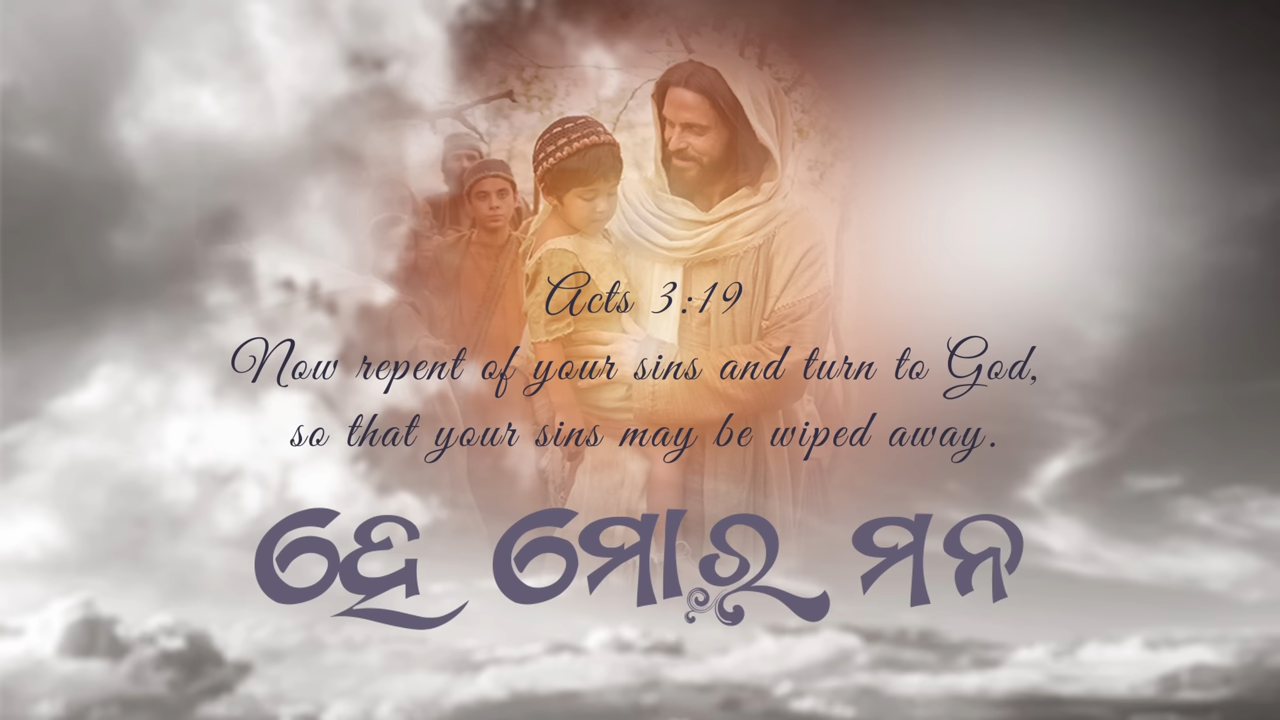 Acts 3:19
Now repent of your sins and turn to God,
so that your sins may be wiped away.
ହେ ମୋର ମନ